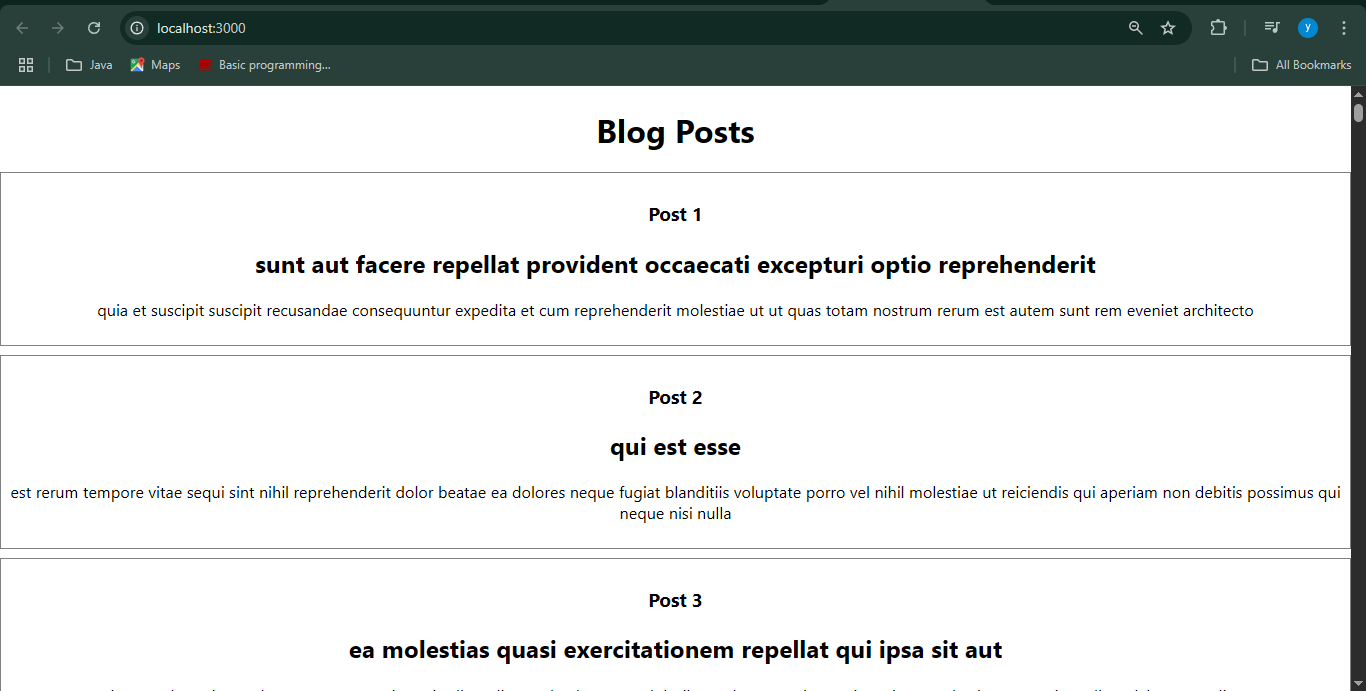 localhost:3000
y
Java
Maps
Basic programming...
All Bookmarks
Blog Posts
Post 1
sunt aut facere repellat provident occaecati excepturi optio reprehenderit
quia et suscipit suscipit recusandae consequuntur expedita et cum reprehenderit molestiae ut ut quas totam nostrum rerum est autem sunt rem eveniet architecto
Post 2
qui est esse
est rerum tempore vitae sequi sint nihil reprehenderit dolor beatae ea dolores neque fugiat blanditiis voluptate porro vel nihil molestiae ut reiciendis qui aperiam non debitis possimus qui
neque nisi nulla
Post 3
ea molestias quasi exercitationem repellat qui ipsa sit aut